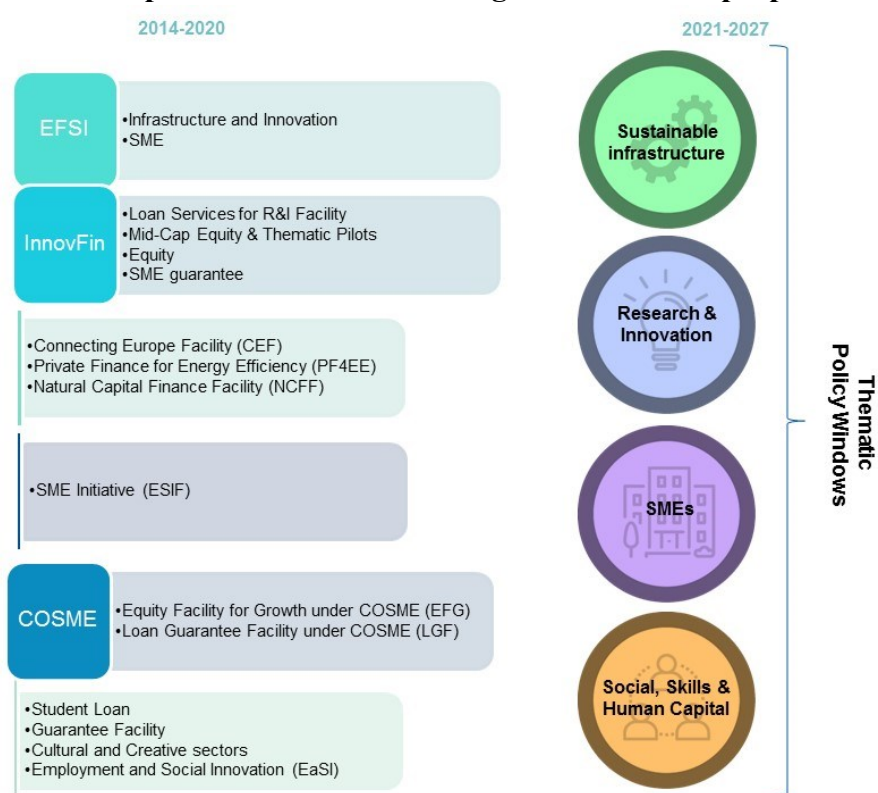 2014-2020
2021-2027
EFSI
•Infrastructure and Innovation
•SME
InnovFin
•Loan Services for R&I Facility
•Mid-Cap Equity & Thematic Pilots
•Equity
•SME guarantee
•Connecting Europe Facility (CEF)
•Private Finance for Energy Efficiency (PF4EE)
•Natural Capital Finance Facility (NCFF)
•SME Initiative (ESIF)
COSME
•Equity Facility for Growth under COSME (EFG)
•Loan Guarantee Facility under COSME (LGF)
•Student Loan
•Guarantee Facility
•Cultural and Creative sectors
•Employment and Social Innovation (EaSI)
Sustainable
infrastructure
Research &
Innovation
SMEs
Social, Skills &
Human Capital
Thematic
Policy Windows